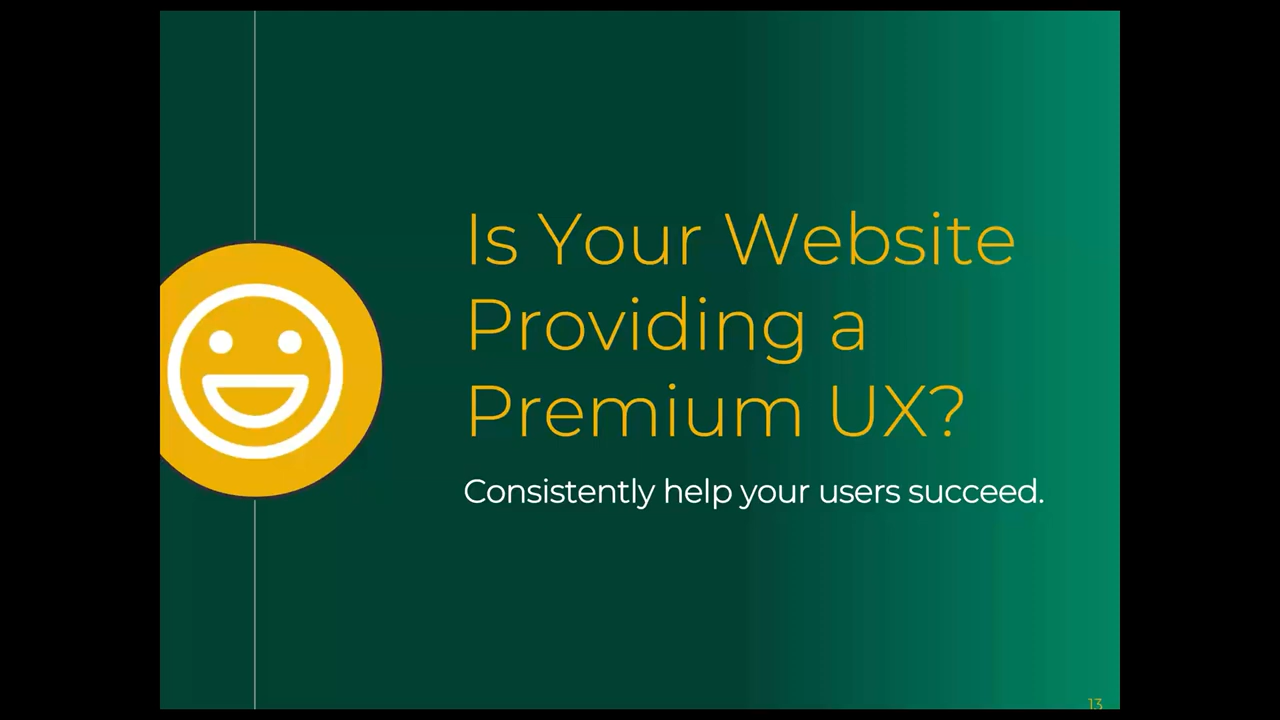 Is Your Website
Providing a
Premium UX?
Consistently help your users succeed.
13